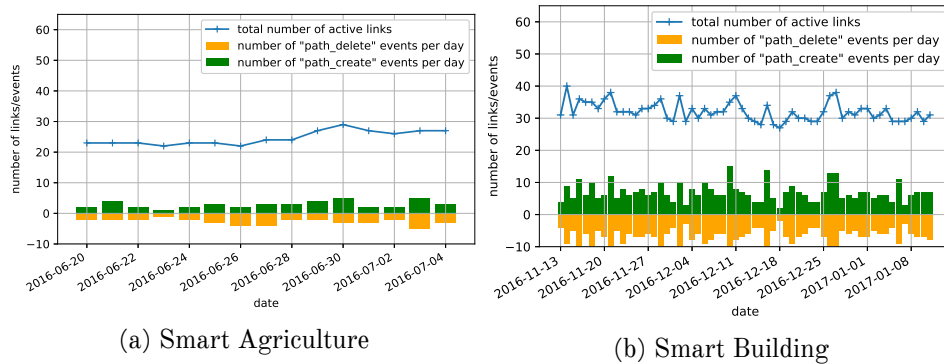 total number of active links
number of "path_delete" events per day
number of "path_create" events per day
number of links/events
60
50
40
30
20
10
0
−10
2016-06-20
2016-06-22
2016-06-24
2016-06-26
2016-06-28
2016-06-30
2016-07-02
2016-07-04
date
(a) Smart Agriculture
total number of active links
number of "path_delete" events per day
number of "path_create" events per day
number of links/events
60
50
40
30
20
10
0
−10
2016-11-13
2016-11-20
2016-11-27
2016-12-04
2016-12-11
2016-12-18
2016-12-25
2017-01-01
2017-01-08
date
(b) Smart Building